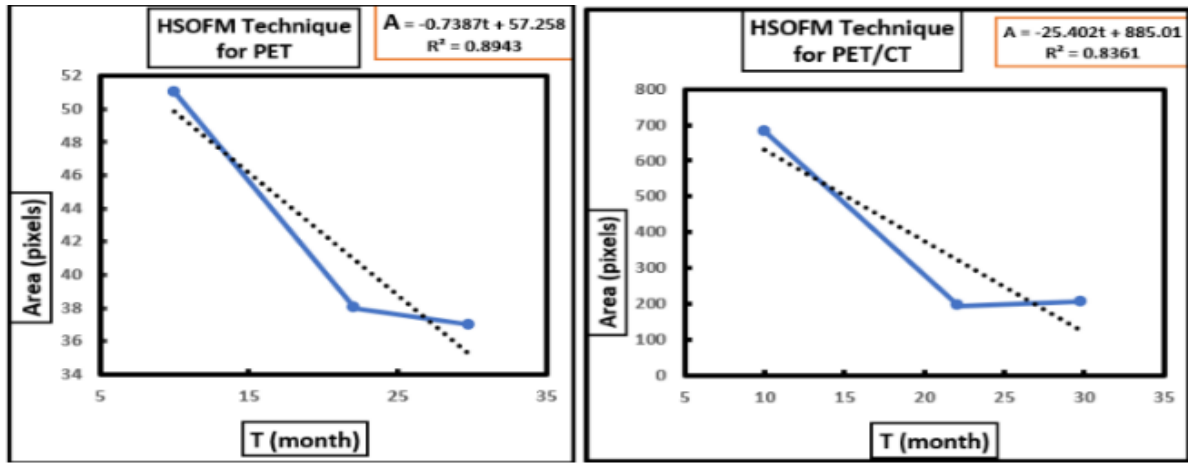 HSOFM Technique
for PET
A = -0.7387t + 57.258
R² = 0.8943
52
50
48
46
44
42
40
38
36
34
5
15
25
35
Area (pixels)
T (month)
HSOFM Technique
for PET/CT
A = -25.402t + 885.01
R² = 0.8361
800
700
600
500
400
300
200
100
0
5
10
15
20
25
30
35
Area (pixels)
T (month)